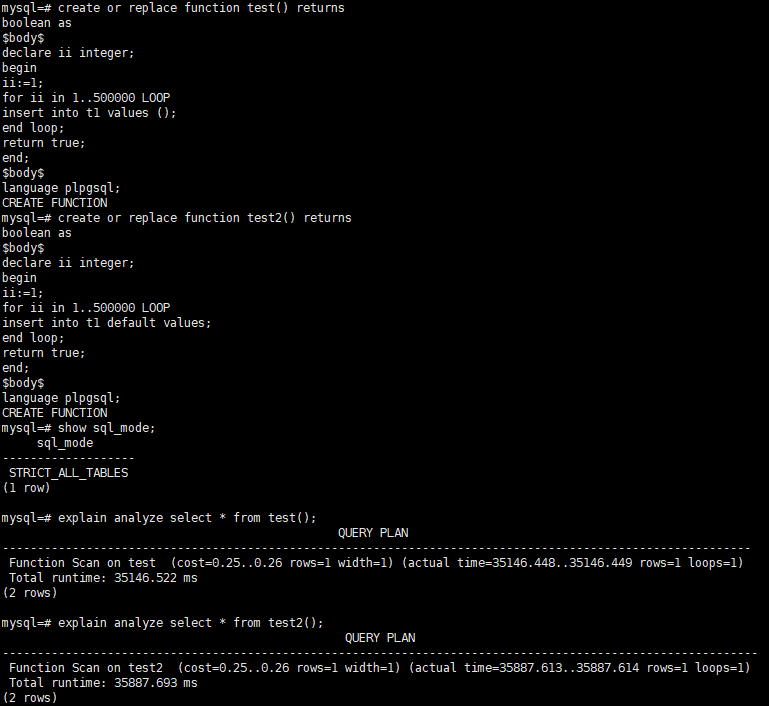 mysql=# create or replace function test() returns
boolean as
$body$
declare ii integer;
begin
ii:=1;
for ii in 1..500000 LOOP
insert into t1 values ();
end loop;
return true;
end;
$body$
language plpgsql;
CREATE FUNCTION
mysql=# create or replace function test2() returns
boolean as
$body$
declare ii integer;
begin
ii:=1;
for ii in 1..500000 LOOP
insert into t1 default values;
end loop;
return true;
end;
$body$
language plpgsql;
CREATE FUNCTION
mysql=# show sql_mode;
     sql_mode
-------------------
 STRICT_ALL_TABLES
(1 row)

mysql=# explain analyze select * from test();
                                                  QUERY PLAN
---------------------------------------------------------------------------------------------------------------
 Function Scan on test  (cost=0.25..0.26 rows=1 width=1) (actual time=35146.448..35146.449 rows=1 loops=1)
 Total runtime: 35146.522 ms
(2 rows)

mysql=# explain analyze select * from test2();
                                                   QUERY PLAN
----------------------------------------------------------------------------------------------------------------
 Function Scan on test2  (cost=0.25..0.26 rows=1 width=1) (actual time=35887.613..35887.614 rows=1 loops=1)
 Total runtime: 35887.693 ms
(2 rows)